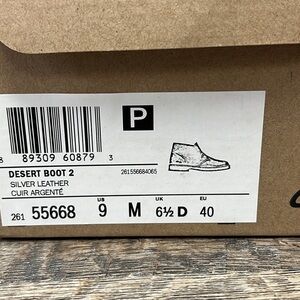 P
8 89309 60879 3
DESERT BOOT 2
261556684065
SILVER LEATHER
CUIR ARGENTÉ
US UK EU
261 55668 9 M 6½ D 40